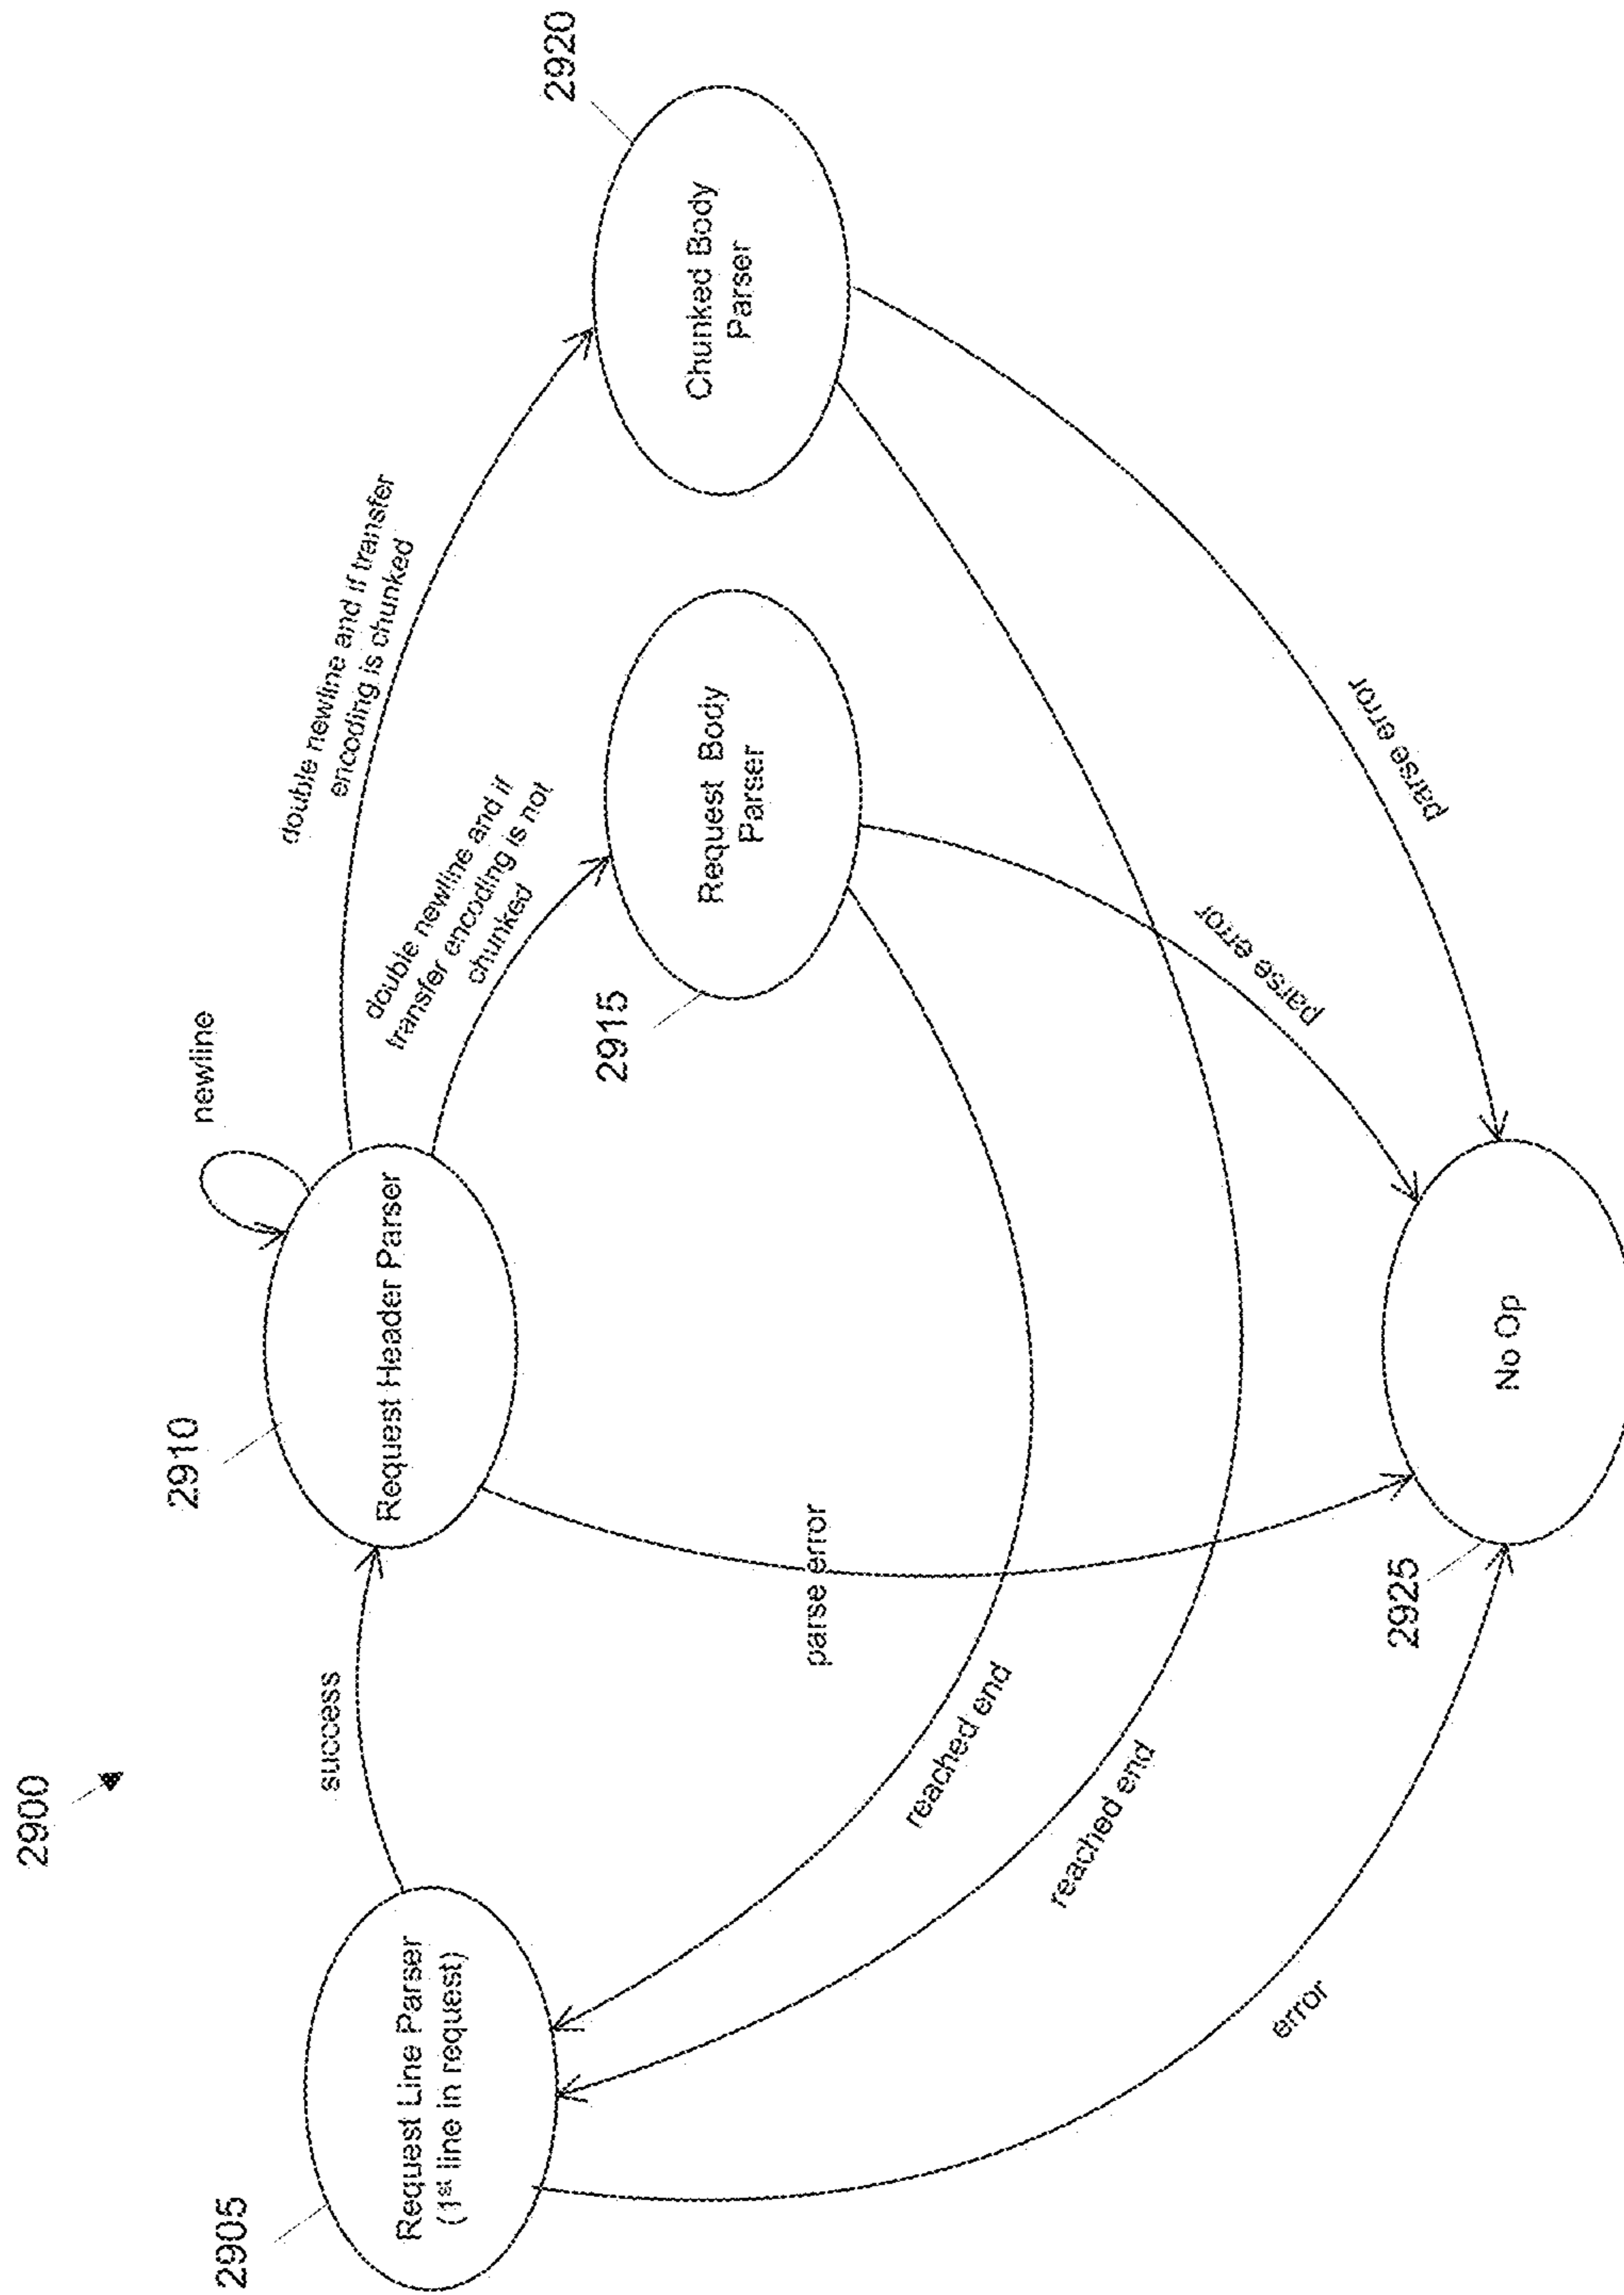 2900
2905
Request Line Parser
(1st line in request)
success
2910
Request Header Parser
newline
double newline and if transfer
encoding is chunked
double newline and if
transfer encoding is not
chunked
2915
Request Body
Parser
2920
Chunked Body
Parser
parse error
reached end
reached end
parse error
parse error
error
2925
No Op